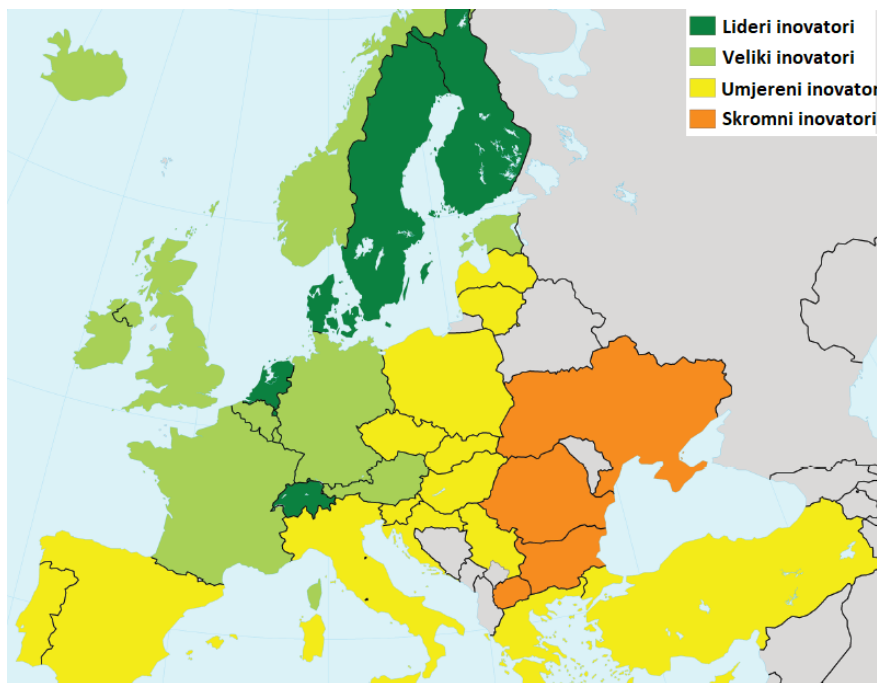 Lideri inovatori
Veliki inovatori
Umjereni inovator
Skromni inovatori